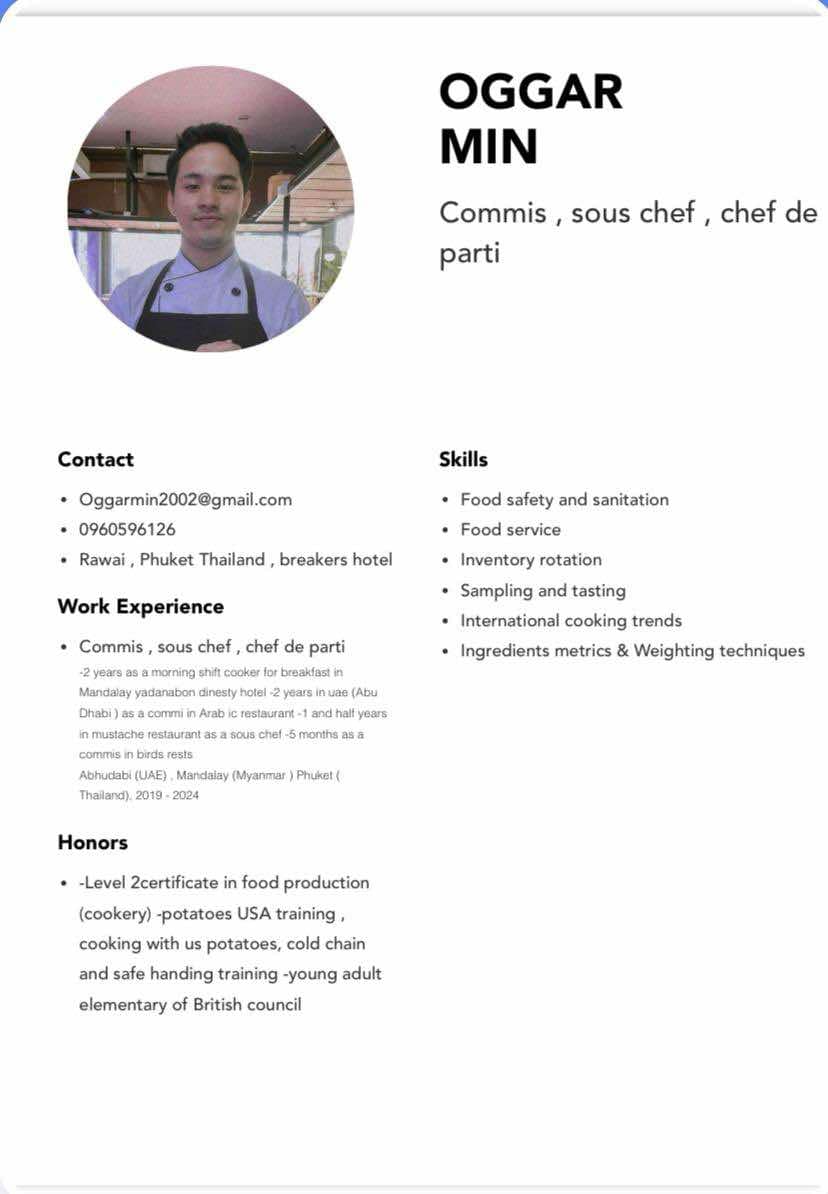 OGGAR
MIN
Commis , sous chef , chef de
parti
Contact
• Oggarmin2002@gmail.com
• 0960596126
• Rawai , Phuket Thailand , breakers hotel
Work Experience
• Commis , sous chef , chef de parti
-2 years as a morning shift cooker for breakfast in
Mandalay yadanabon dinesty hotel -2 years in uae (Abu
Dhabi ) as a commi in Arab ic restaurant -1 and half years
in mustache restaurant as a sous chef -5 months as a
commis in birds rests
Abhudabi (UAE) , Mandalay (Myanmar ) Phuket (
Thailand), 2019 - 2024
Honors
• -Level 2certificate in food production
(cookery) -potatoes USA training ,
cooking with us potatoes, cold chain
and safe handing training -young adult
elementary of British council
Skills
• Food safety and sanitation
• Food service
• Inventory rotation
• Sampling and tasting
• International cooking trends
• Ingredients metrics & Weighting techniques